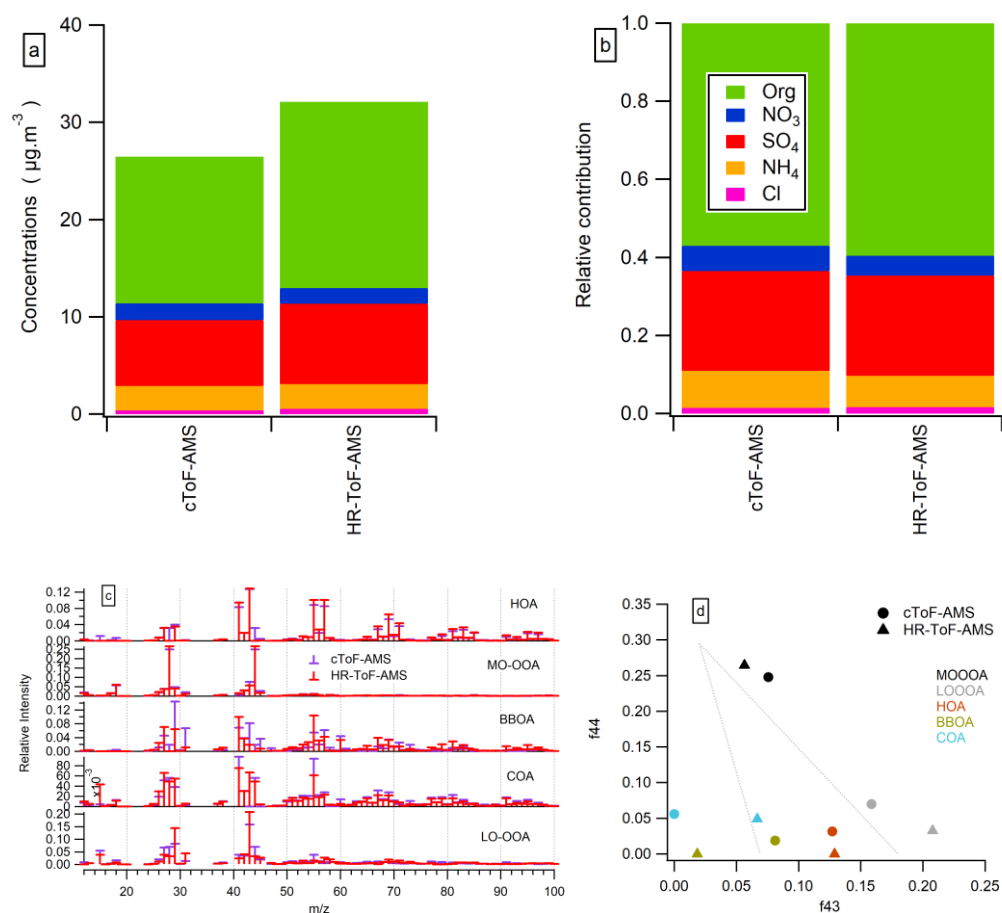 a
Concentrations ( µg.m-3 )
40
30
20
10
0
cToF-AMS
HR-ToF-AMS
b
Relative contribution
1.0
0.8
0.6
0.4
0.2
0.0
Org
NO3
SO4
NH4
Cl
cToF-AMS
HR-ToF-AMS
c
Relative Intensity
0.12
0.08
0.04
0.00
HOA
0.25
0.20
0.15
0.10
0.05
0.00
cToF-AMS
HR-ToF-AMS
MO-OOA
0.12
0.08
0.04
0.00
BBOA
80
60
40
20
0
x10-3
COA
0.20
0.15
0.10
0.05
0.00
LO-OOA
20 30 40 50 60 70 80 90 100
m/z
d
f44
0.35
0.30
0.25
0.20
0.15
0.10
0.05
0.00
cToF-AMS
HR-ToF-AMS
MOOOA
LOOOA
HOA
BBOA
COA
0.00 0.05 0.10 0.15 0.20 0.25
f43